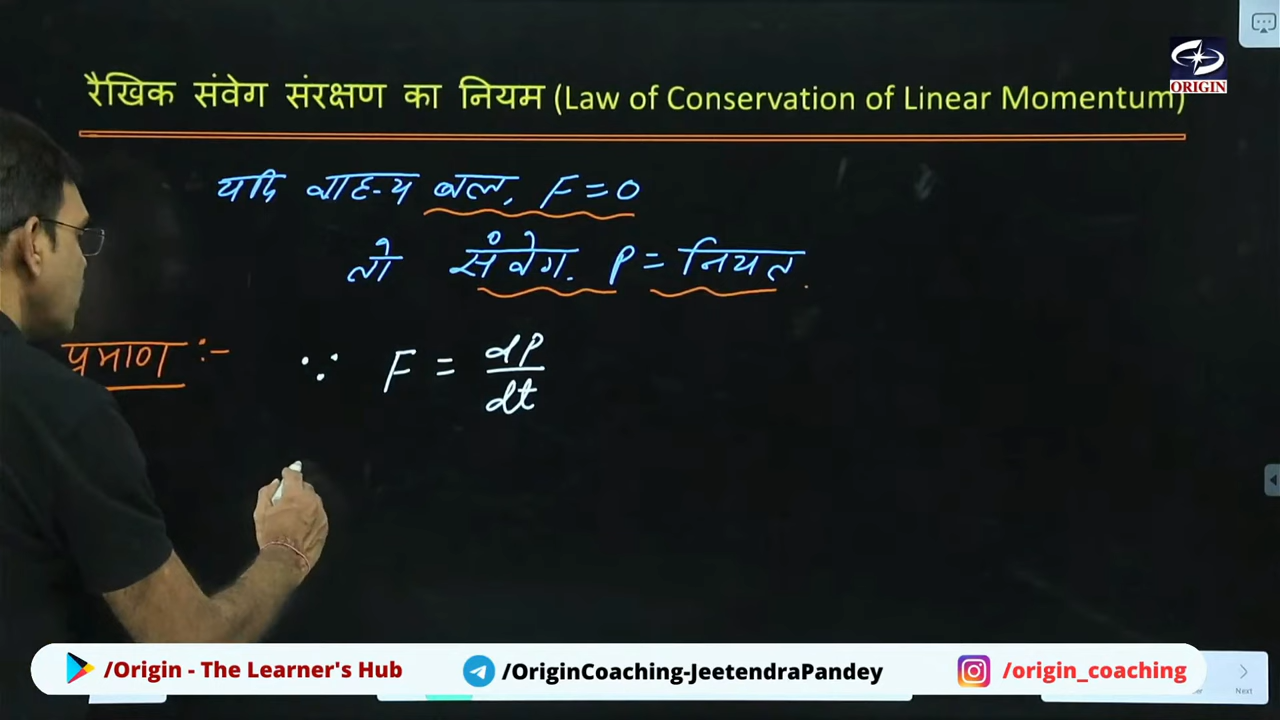 ORIGIN
रैखिक संवेग संरक्षण का नियम (Law of Conservation of Linear Momentum)
यदि वाह्य बल, F = 0
तो संवेग. P = नियत.
प्रमाण :- ∵ F = dp/dt
/Origin - The Learner's Hub /OriginCoaching-JeetendraPandey /origin_coaching
Next